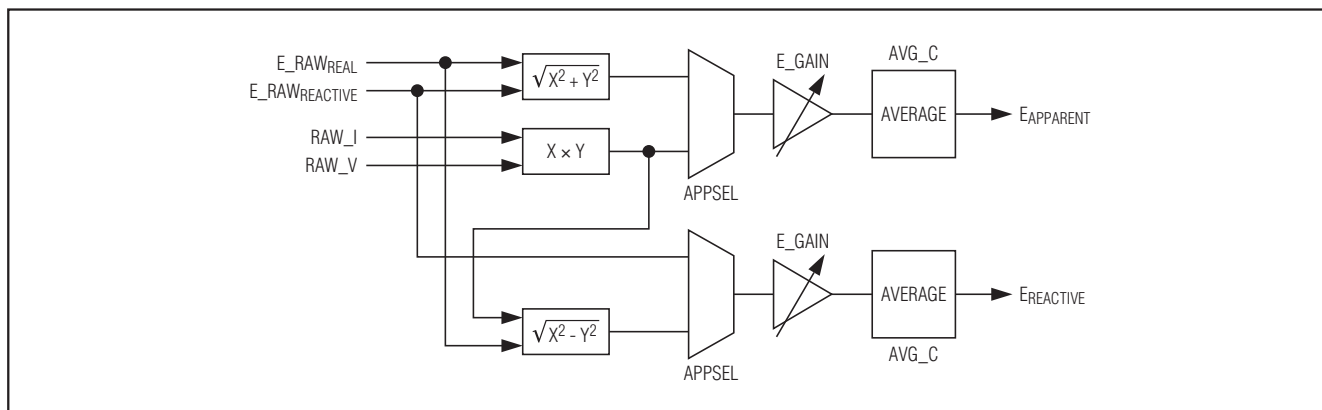 E_RAWREAL
E_RAWREACTIVE
RAW_I
RAW_V
√X² + Y²
X × Y
APPSEL
E_GAIN
AVG_C
AVERAGE
EAPPARENT
√X² - Y²
APPSEL
E_GAIN
AVERAGE
AVG_C
EREACTIVE